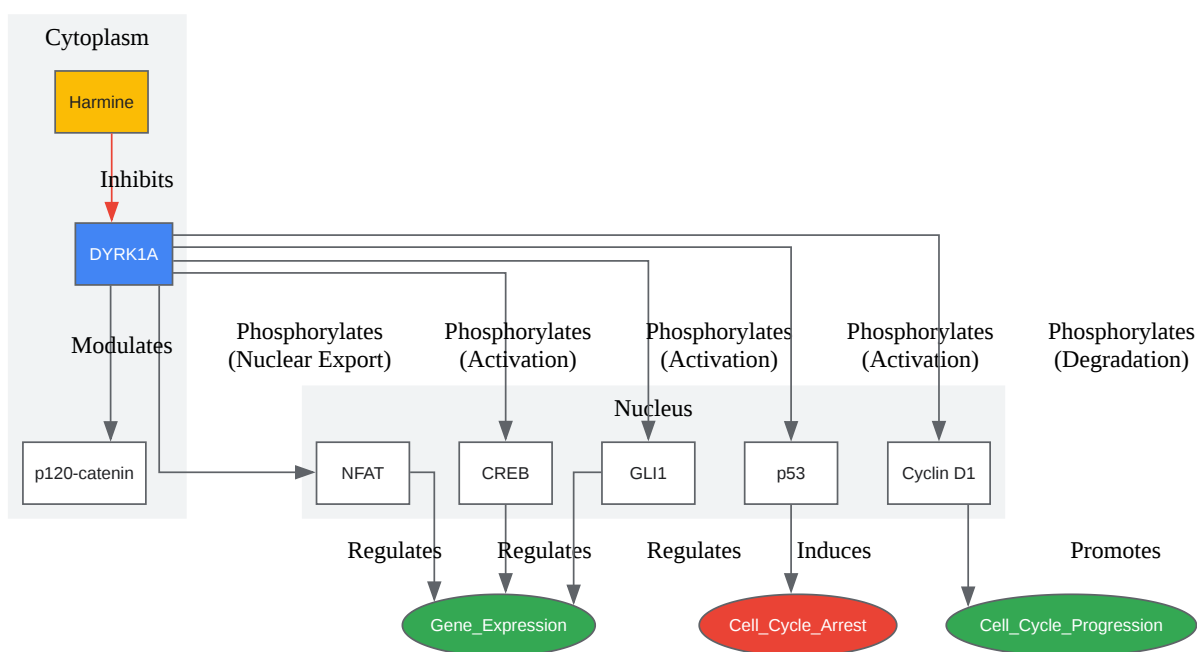 Cytoplasm
Harmine
Inhibits
DYRK1A
Modulates
Phosphorylates
(Nuclear Export)
Phosphorylates
(Activation)
Phosphorylates
(Activation)
Phosphorylates
(Activation)
Phosphorylates
(Degradation)
Nucleus
p120-catenin
NFAT
CREB
GLI1
p53
Cyclin D1
Regulates
Regulates
Regulates
Induces
Promotes
Gene_Expression
Cell_Cycle_Arrest
Cell_Cycle_Progression